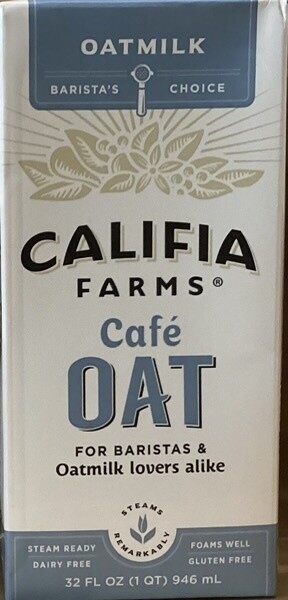 OATMILK
BARISTA'S CHOICE
CALIFIA
FARMS®
Café
OAT
FOR BARISTAS &
Oatmilk lovers alike
STEAMS
REMARKABLY
STEAM READY
DAIRY FREE
FOAMS WELL
GLUTEN FREE
32 FL OZ (1 QT) 946 mL